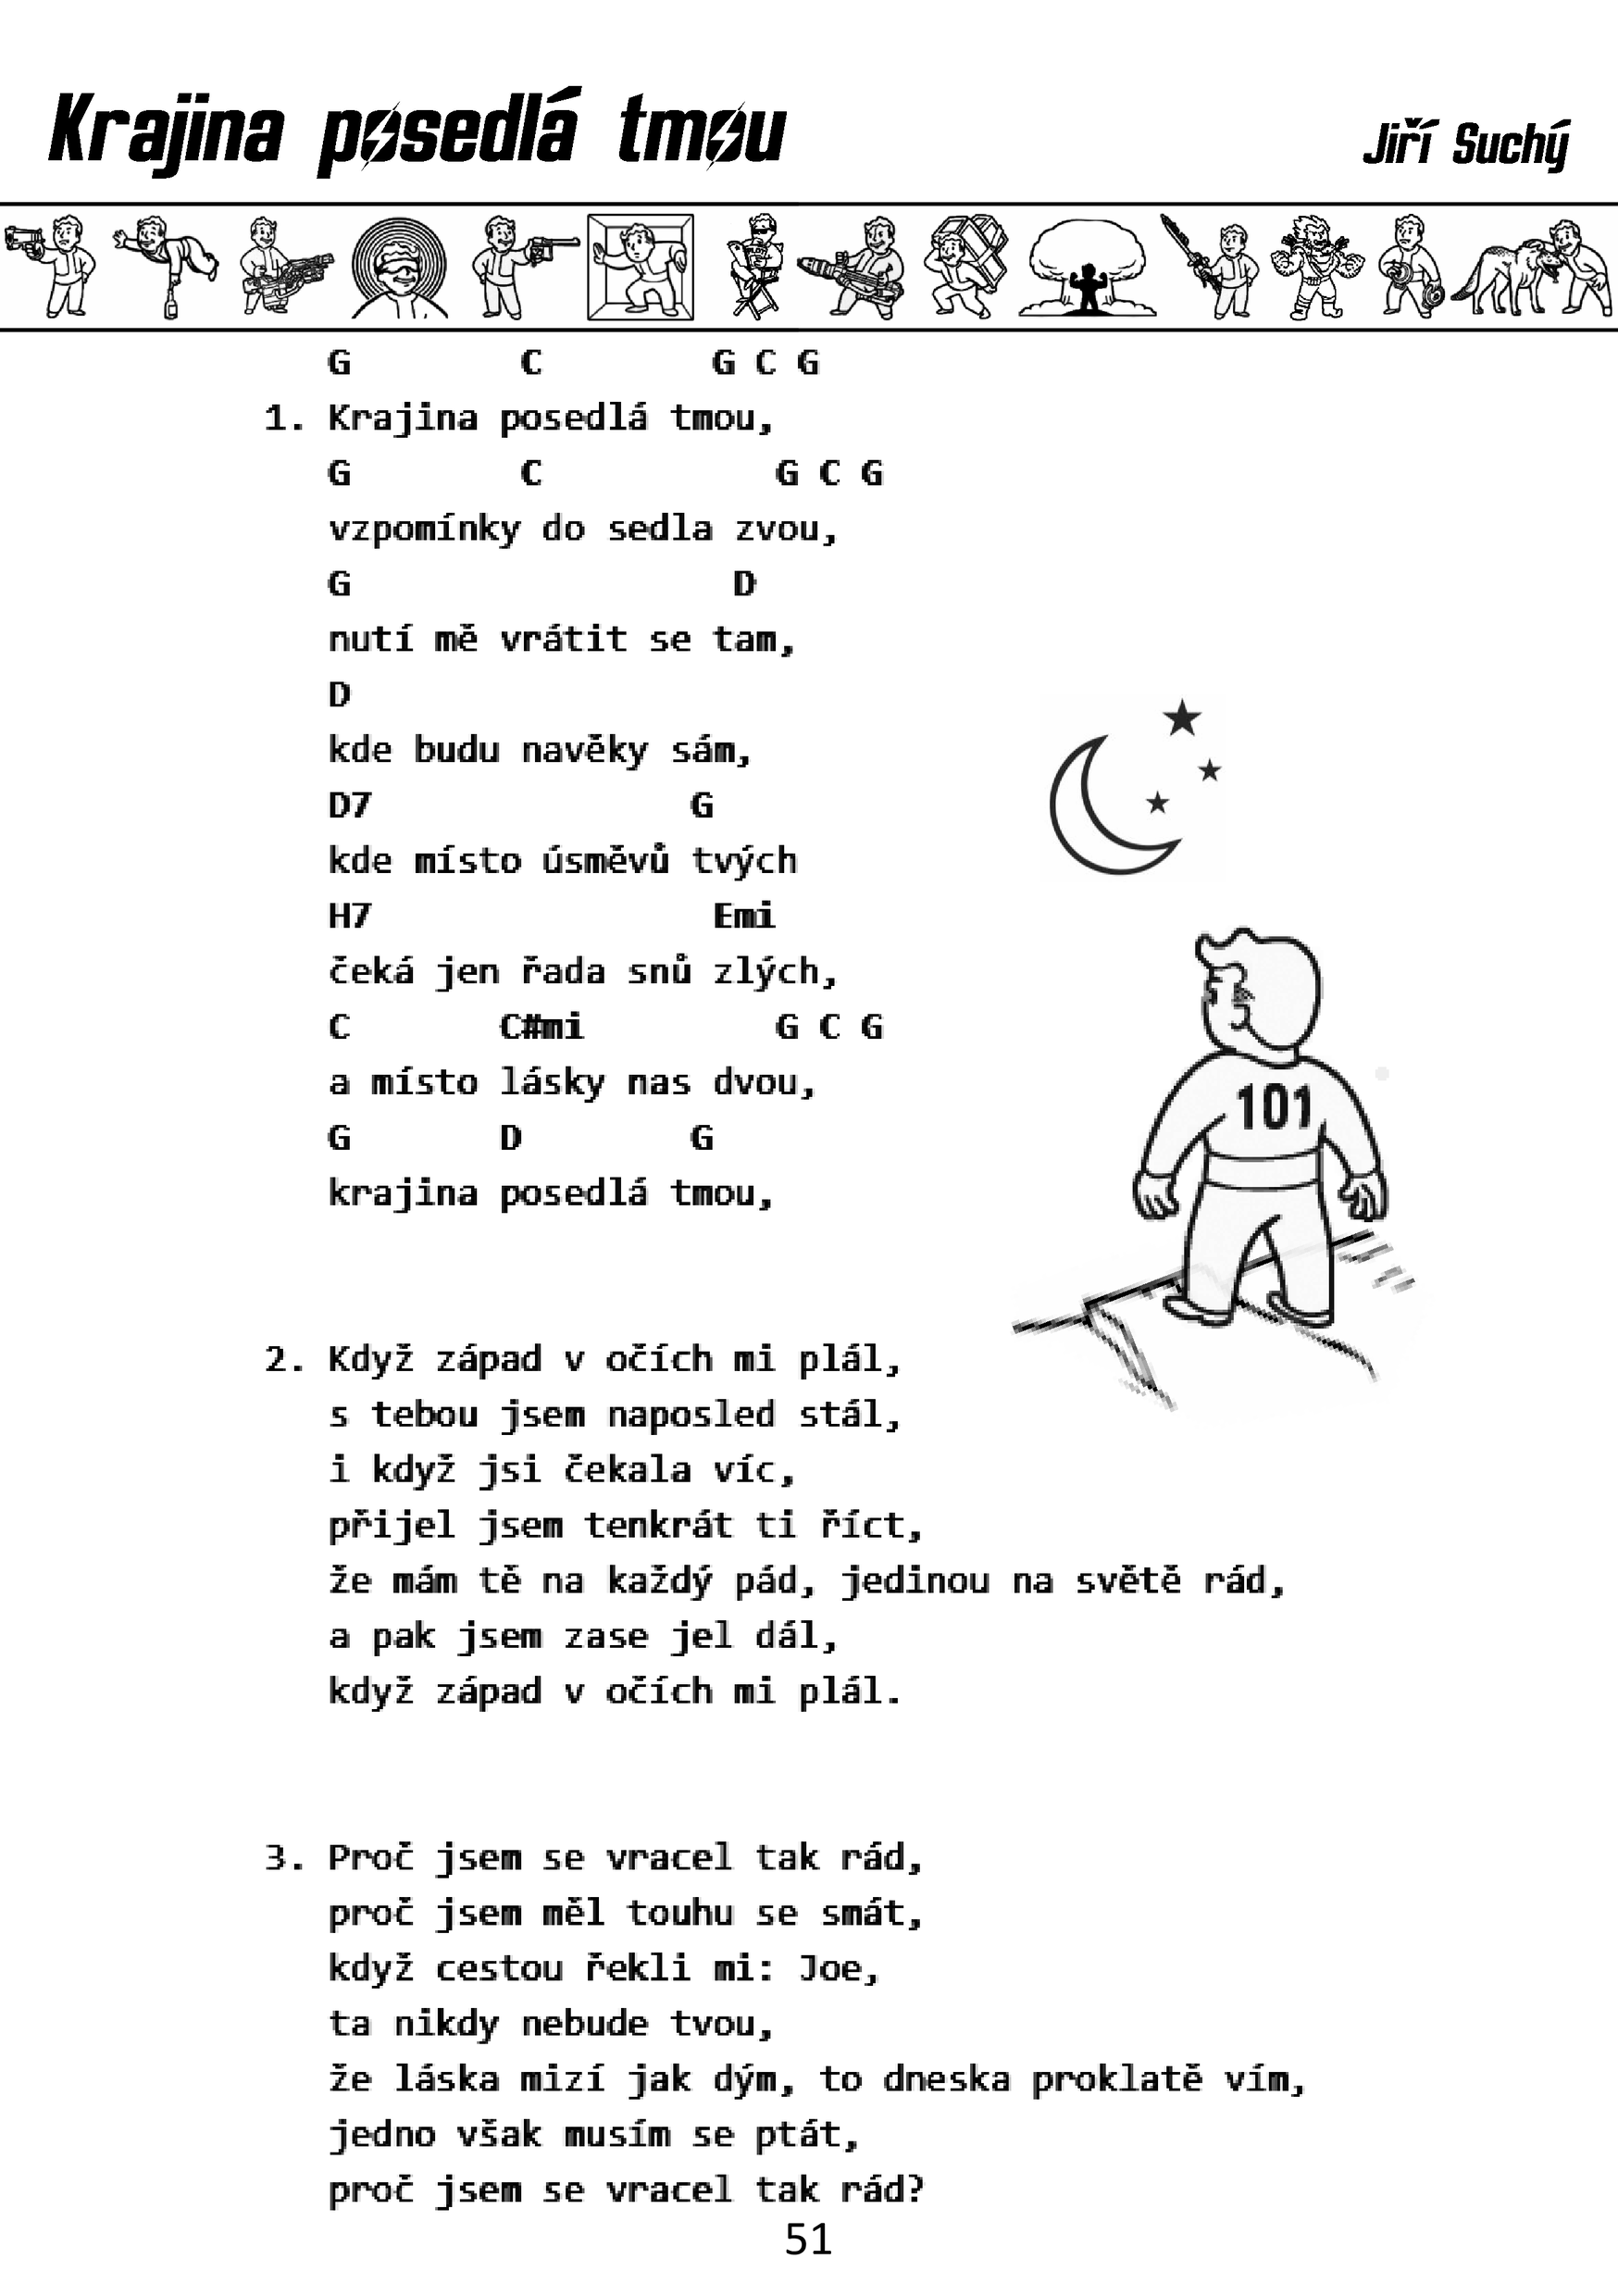 Krajina posedlá tmou
Jiří Suchý
G C G C G
1. Krajina posedlá tmou,
G C G C G
vzpomínky do sedla zvou,
G D
nutí mě vrátit se tam,
D
kde budu navěky sám,
D7 G
kde místo úsměvů tvých
H7 Emi
čeká jen řada snů zlých,
C C#mi G C G
a místo lásky nas dvou,
G D G
krajina posedlá tmou,
101
2. Když západ v očích mi plál,
s tebou jsem naposled stál,
i když jsi čekala víc,
přijel jsem tenkrát ti říct,
že mám tě na každý pád, jedinou na světě rád,
a pak jsem zase jel dál,
když západ v očích mi plál.
3. Proč jsem se vracel tak rád,
proč jsem měl touhu se smát,
když cestou řekli mi: Joe,
ta nikdy nebude tvou,
že láska mizí jak dým, to dneska proklatě vím,
jedno však musím se ptát,
proč jsem se vracel tak rád?
51